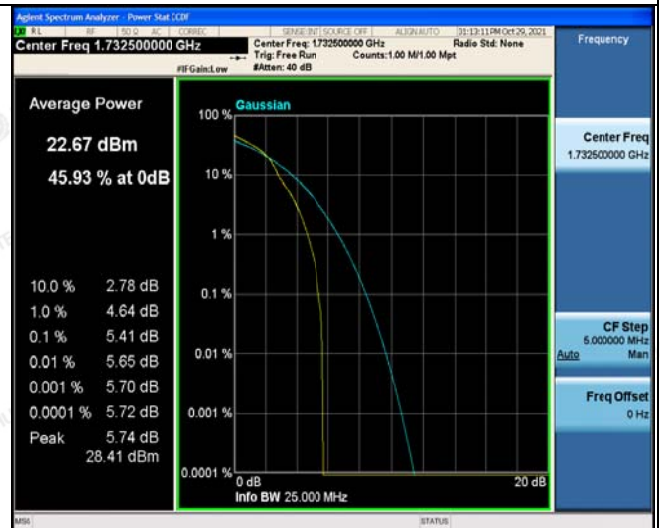 Agilent Spectrum Analyzer - Power Stat CCDF
RL RF 50 Ω AC CORREC SENSE:INT SOURCE OFF ALIGN AUTO 01:13:11 PM Oct 29, 2021
Center Freq 1.732500000 GHz
Center Freq: 1.732500000 GHz Radio Std: None
Trig: Free Run Counts:1.00 M/1.00 Mpt
#IFGain:Low #Atten: 40 dB
Frequency
Average Power
22.67 dBm
45.93 % at 0dB
10.0 % 2.78 dB
1.0 % 4.64 dB
0.1 % 5.41 dB
0.01 % 5.65 dB
0.001 % 5.70 dB
0.0001 % 5.72 dB
Peak 5.74 dB
28.41 dBm
Gaussian
100 %
10 %
1 %
0.1 %
0.01 %
0.001 %
0.0001 %
0 dB 20 dB
Info BW 25.000 MHz
Center Freq
1.732500000 GHz
CF Step
5.000000 MHz
Auto Man
Freq Offset
0 Hz
MSG STATUS